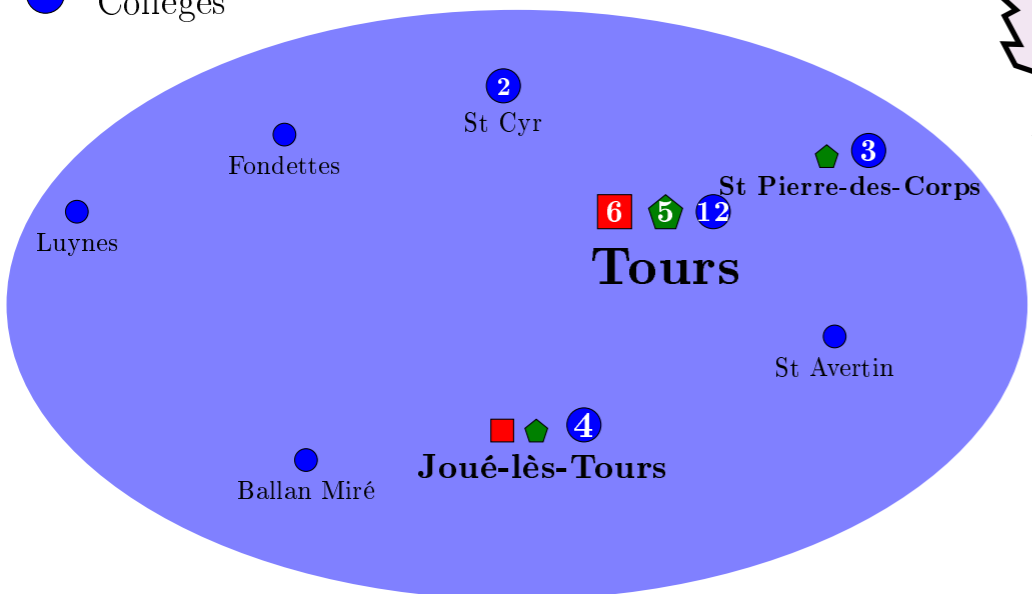 Collèges
2
St Cyr
Fondettes
3
St Pierre-des-Corps
Luynes
6 5 12
Tours
St Avertin
4
Joué-lès-Tours
Ballan Miré